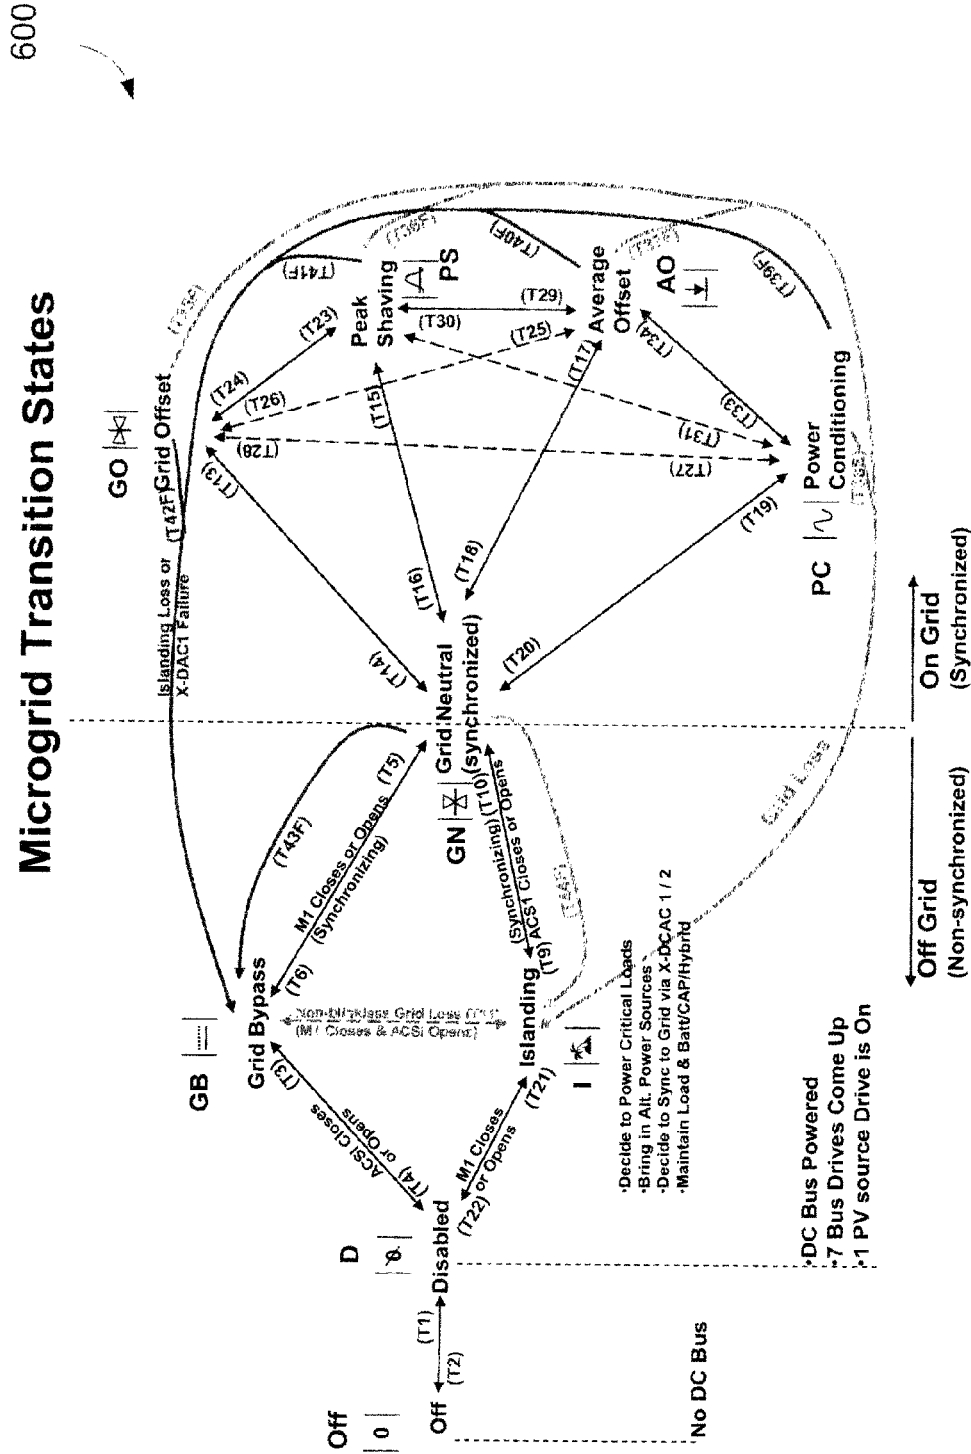 600
Microgrid Transition States
GO
Grid Offset
(T42F)
Islanding Loss or
X-DAC1 Failure
(T24)
(T23)
(T26)
(T25)
(T28)
(T27)
(T13)
(T14)
(T41F)
Peak
Shaving
PS
(T40F)
(T30)
(T29)
(T15)
(T16)
Average
Offset
AO
(T17)
(T18)
(T34)
(T33)
(T39F)
(T31)
(T19)
(T20)
Power
Conditioning
PC
Grid Neutral
(synchronized)
GN
(T43F)
M1 Closes or Opens (T5)
(Synchronizing)
(T6)
(Synchronizing) (T10)
ACS1 Closes or Opens
(T9)
(T44F)
Grid Loss
GB
Grid Bypass
Non-blinkless Grid Loss
(M1 Closes & ACSI Opens)
Islanding
I
(T3)
ACSI Closes
or Opens
(T4)
M1 Closes
or Opens
(T21)
(T22)
•Decide to Power Critical Loads
•Bring in Alt. Power Sources
•Decide to Sync to Grid via X-DCAC 1 / 2
•Maintain Load & Batt/CAP/Hybrid
D
Disabled
(T1)
(T2)
Off
0
Off
No DC Bus
•DC Bus Powered
•7 Bus Drives Come Up
•1 PV source Drive is On
Off Grid
(Non-synchronized)
On Grid
(Synchronized)